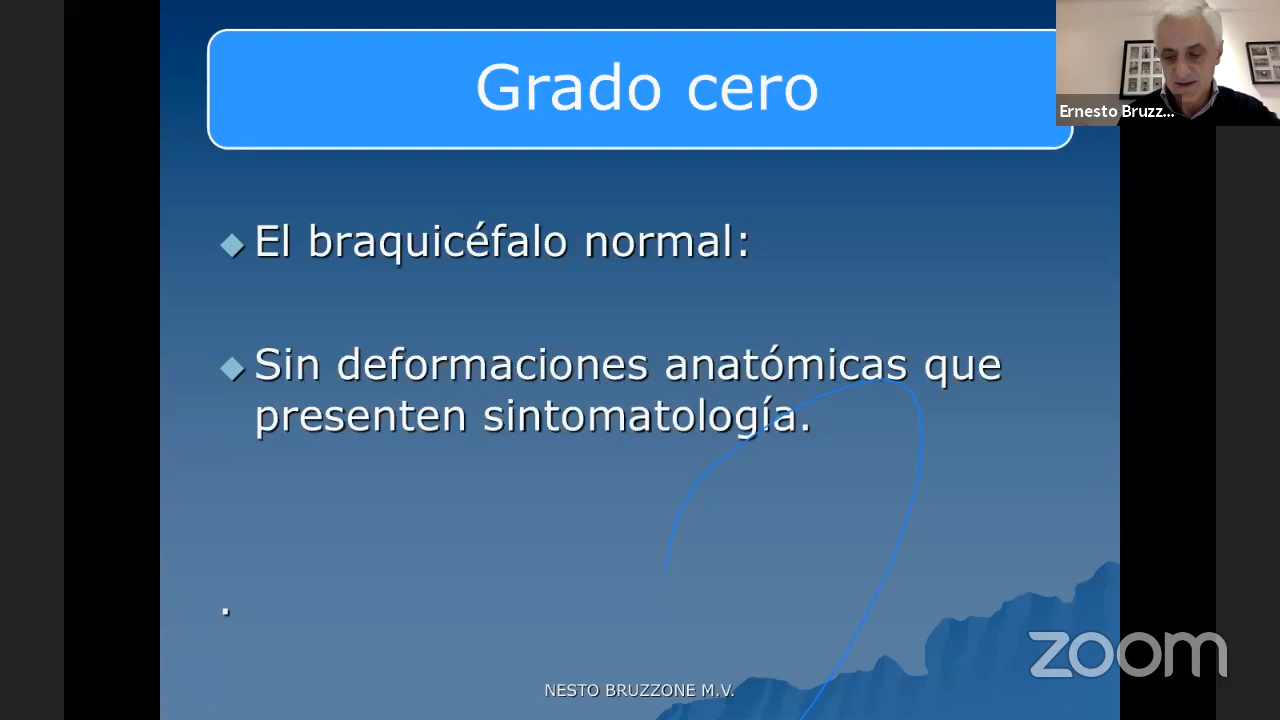 Grado cero
Ernesto Bruzz...
El braquicéfalo normal:
Sin deformaciones anatómicas que
presenten sintomatología.
.
zoom
NESTO BRUZZONE M.V.